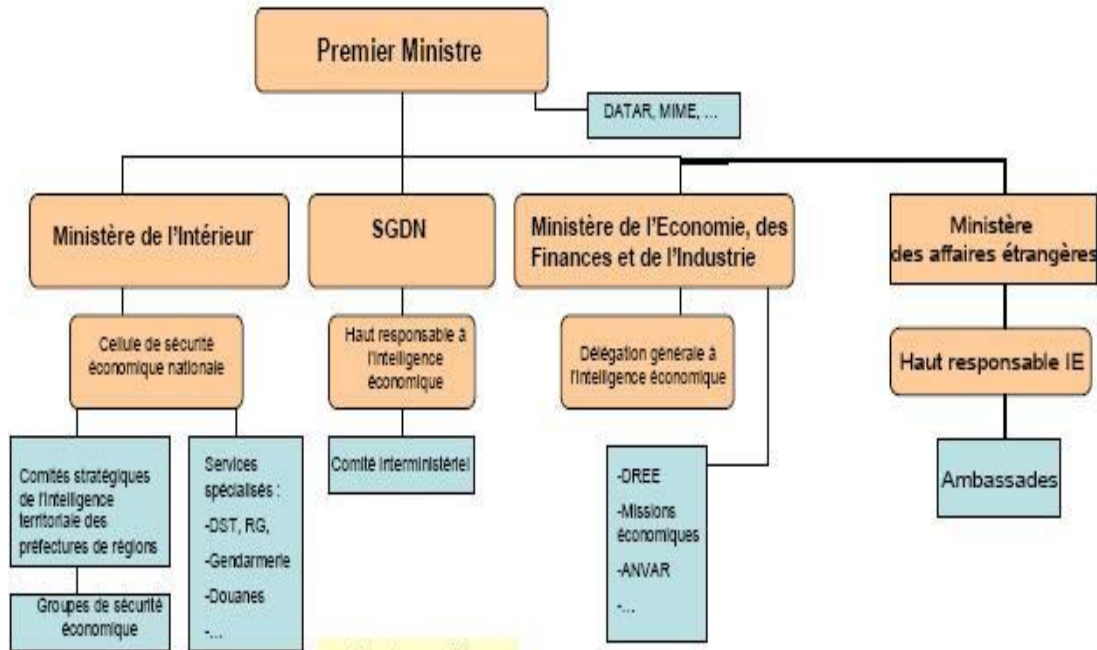 Premier Ministre
DATAR, MIME, ...
Ministère de l'Intérieur
SGDN
Ministère de l'Economie, des
Finances et de l'Industrie
Ministère
des affaires étrangères
Cellule de sécurité
économique nationale
Haut responsable à
l'intelligence
économique
Délégation générale à
l'intelligence économique
Haut responsable IE
Comités stratégiques
de l'intelligence
territoriale des
préfectures de régions
Services
spécialisés :
-DST, RG,
-Gendarmerie
-Douanes
-...
Comité interministériel
-DREE
-Missions
économiques
-ANVAR
-...
Ambassades
Groupes de sécurité
économique